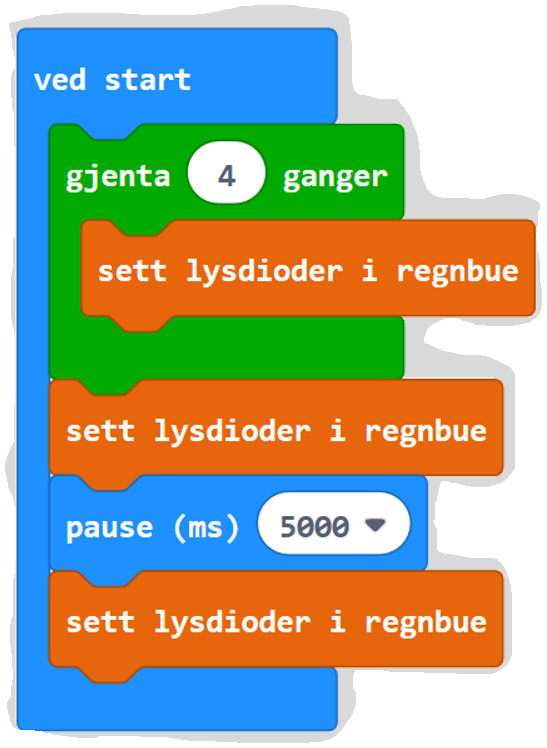 ved start
gjenta 4 ganger
sett lysdioder i regnbue
sett lysdioder i regnbue
pause (ms) 5000
sett lysdioder i regnbue